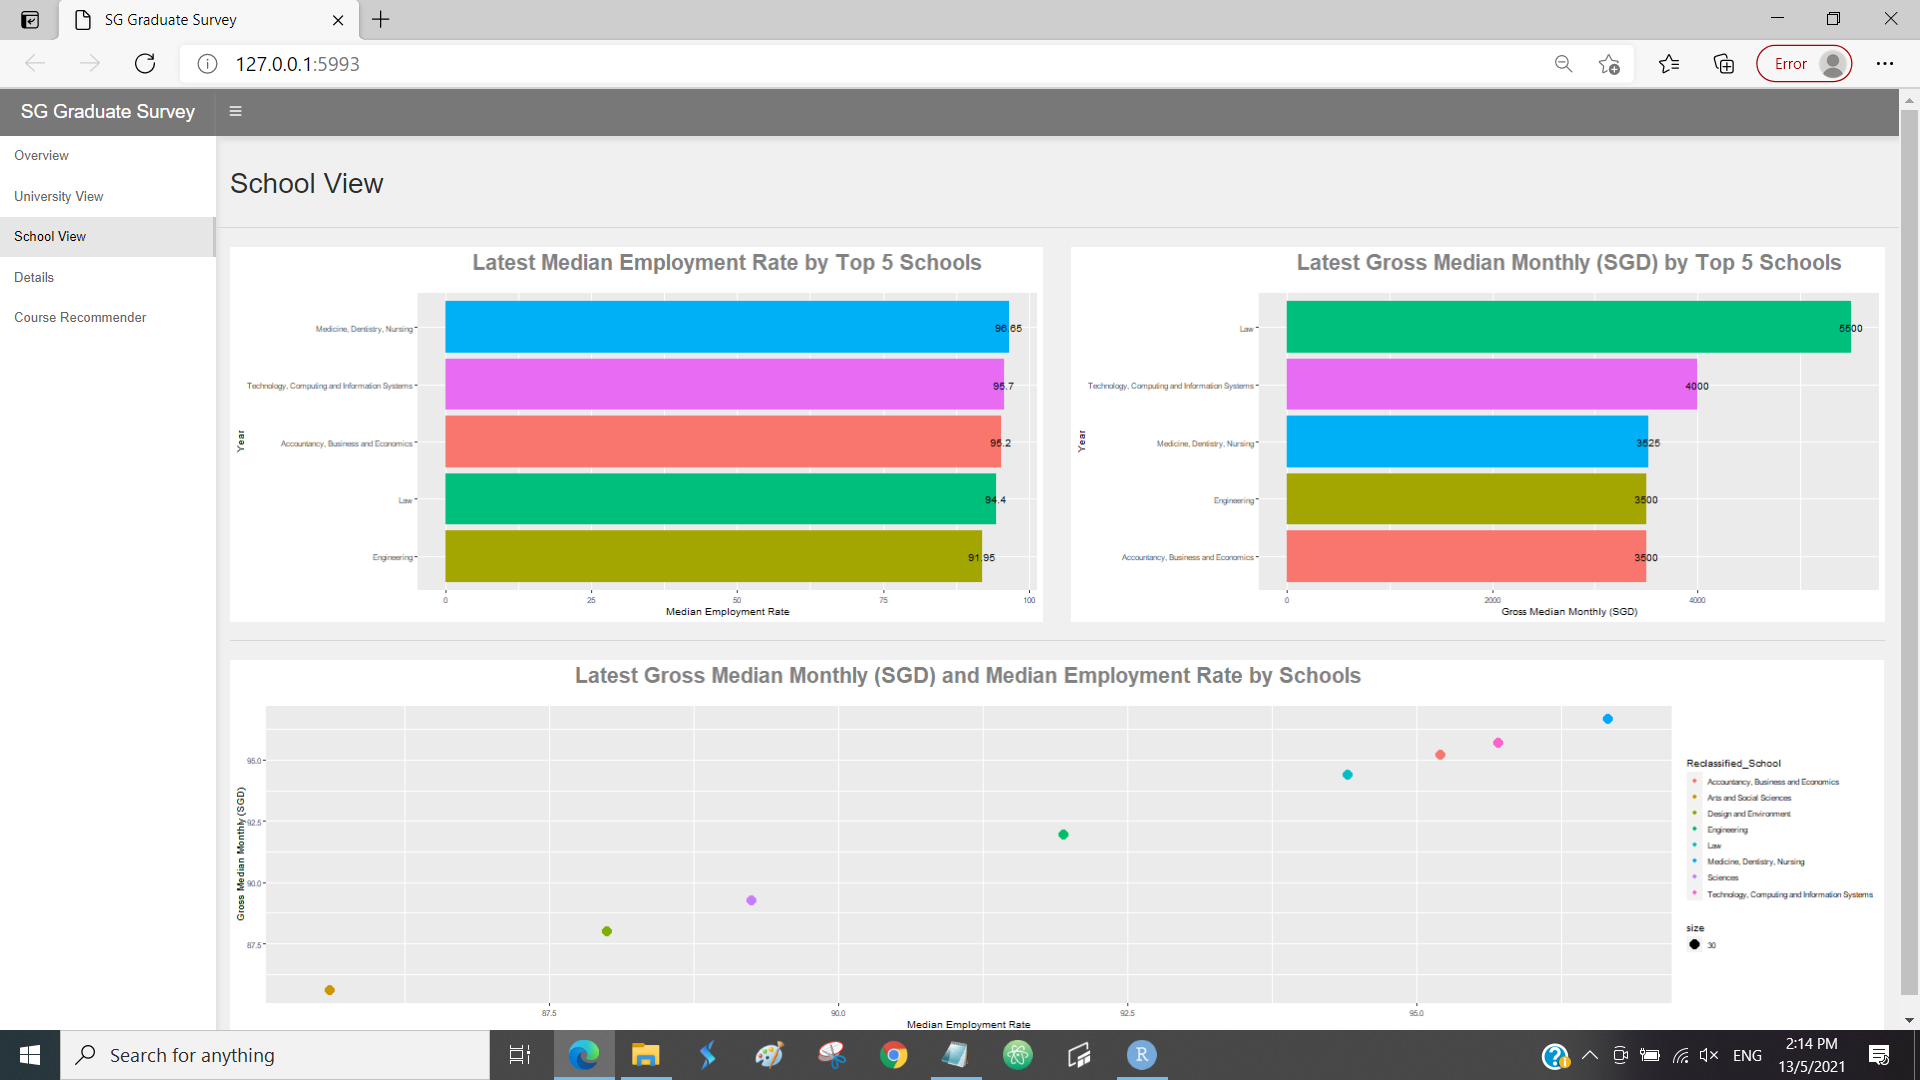 SG Graduate Survey
127.0.0.1:5993
Error
SG Graduate Survey
Overview
University View
School View
Details
Course Recommender
School View
Latest Median Employment Rate by Top 5 Schools
Year
Medicine, Dentistry, Nursing
96.65
Technology, Computing and Information Systems
95.7
Accountancy, Business and Economics
95.2
Law
94.4
Engineering
91.95
0 25 50 75 100
Median Employment Rate
Latest Gross Median Monthly (SGD) by Top 5 Schools
Year
Law
5500
Technology, Computing and Information Systems
4000
Medicine, Dentistry, Nursing
3525
Engineering
3500
Accountancy, Business and Economics
3500
0 2000 4000
Gross Median Monthly (SGD)
Latest Gross Median Monthly (SGD) and Median Employment Rate by Schools
Gross Median Monthly (SGD)
95.0
92.5
90.0
87.5
87.5 90.0 92.5 95.0
Median Employment Rate
Reclassified_School
Accountancy, Business and Economics
Arts and Social Sciences
Design and Environment
Engineering
Law
Medicine, Dentistry, Nursing
Sciences
Technology, Computing and Information Systems
size
30
Search for anything
R
ENG
2:14 PM
13/5/2021